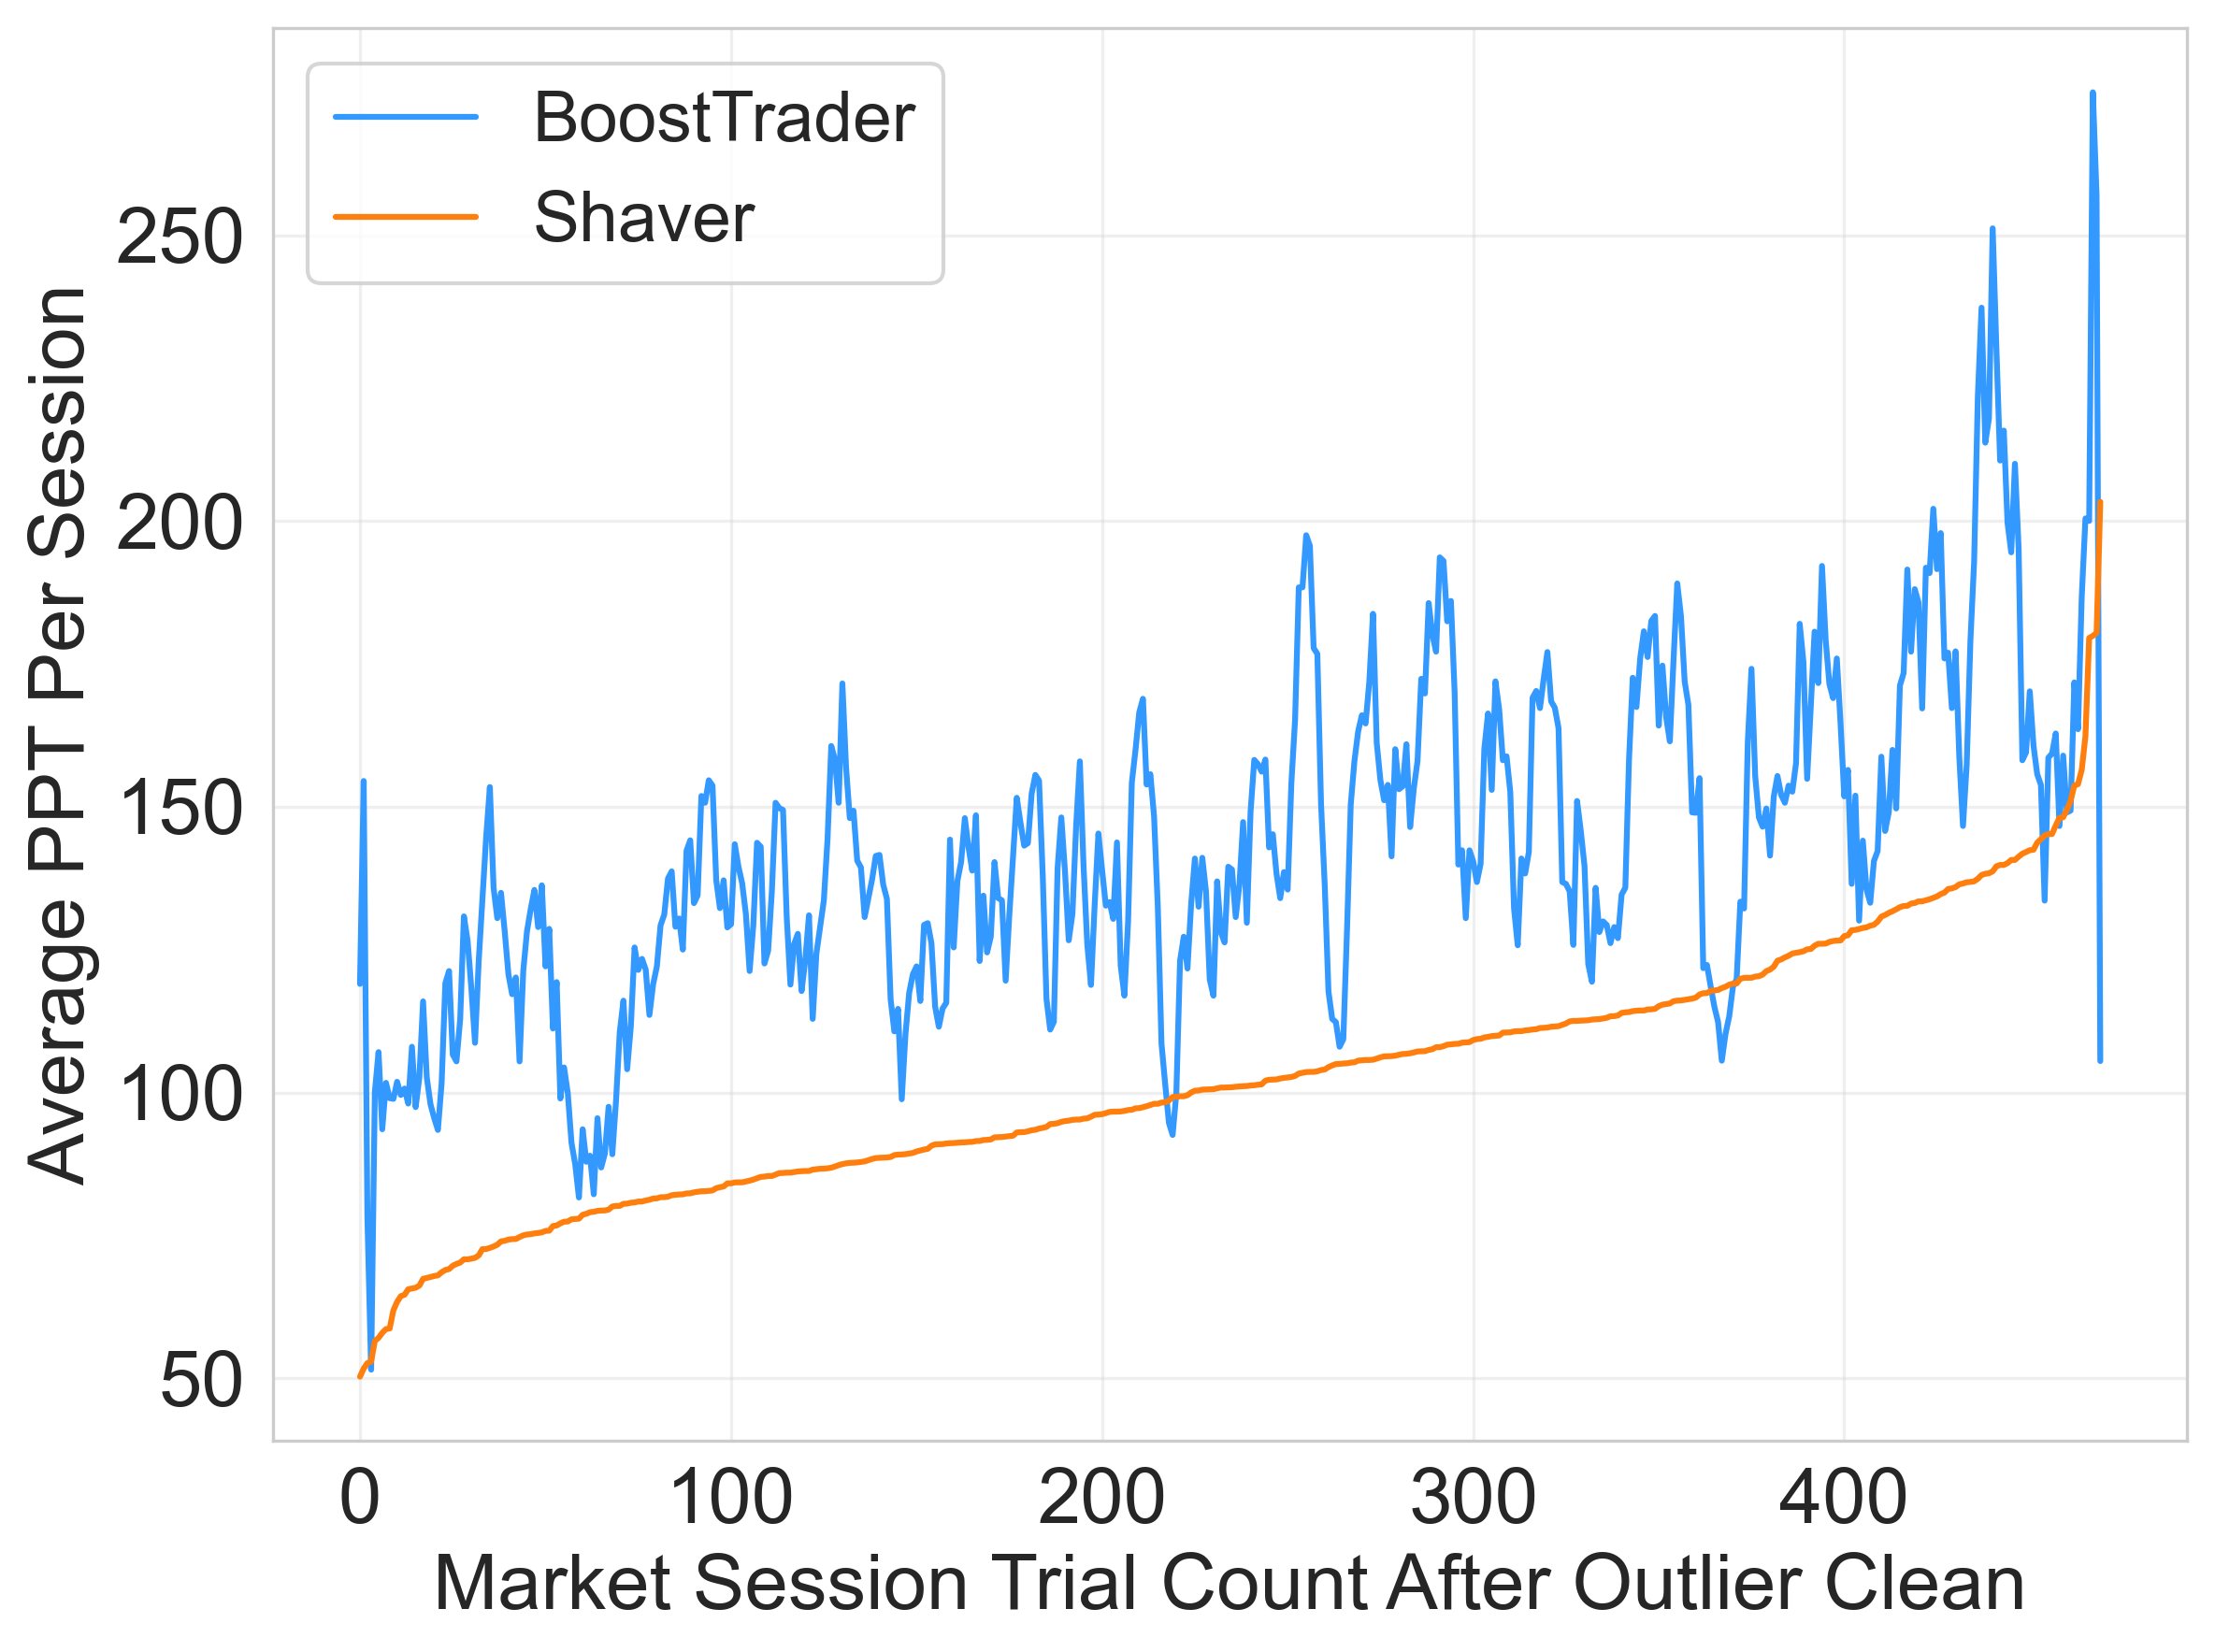 BoostTrader
Shaver
Average PPT Per Session
250
200
150
100
50
0 100 200 300 400
Market Session Trial Count After Outlier Clean